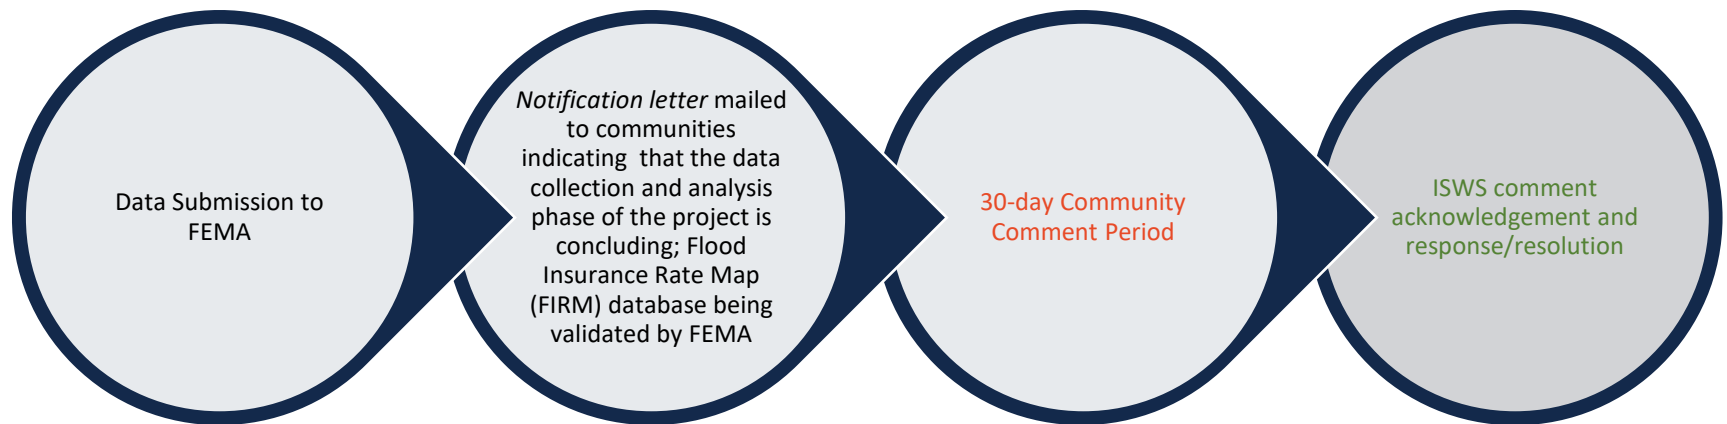 Data Submission to
FEMA
Notification letter mailed
to communities
indicating  that the data
collection and analysis
phase of the project is
concluding; Flood
Insurance Rate Map
(FIRM) database being
validated by FEMA
30-day Community
Comment Period
ISWS comment
acknowledgement and
response/resolution